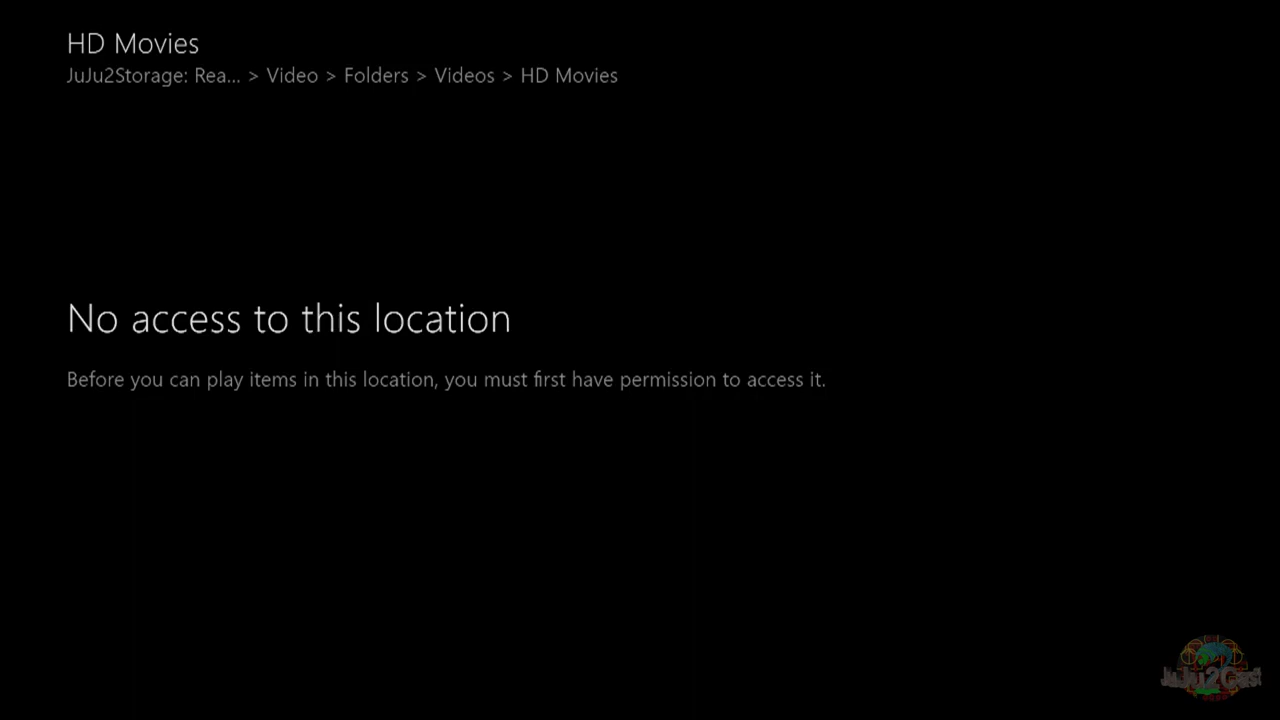 HD Movies
JuJu2Storage: Rea... > Video > Folders > Videos > HD Movies
No access to this location
Before you can play items in this location, you must first have permission to access it.
JuJu2Cast